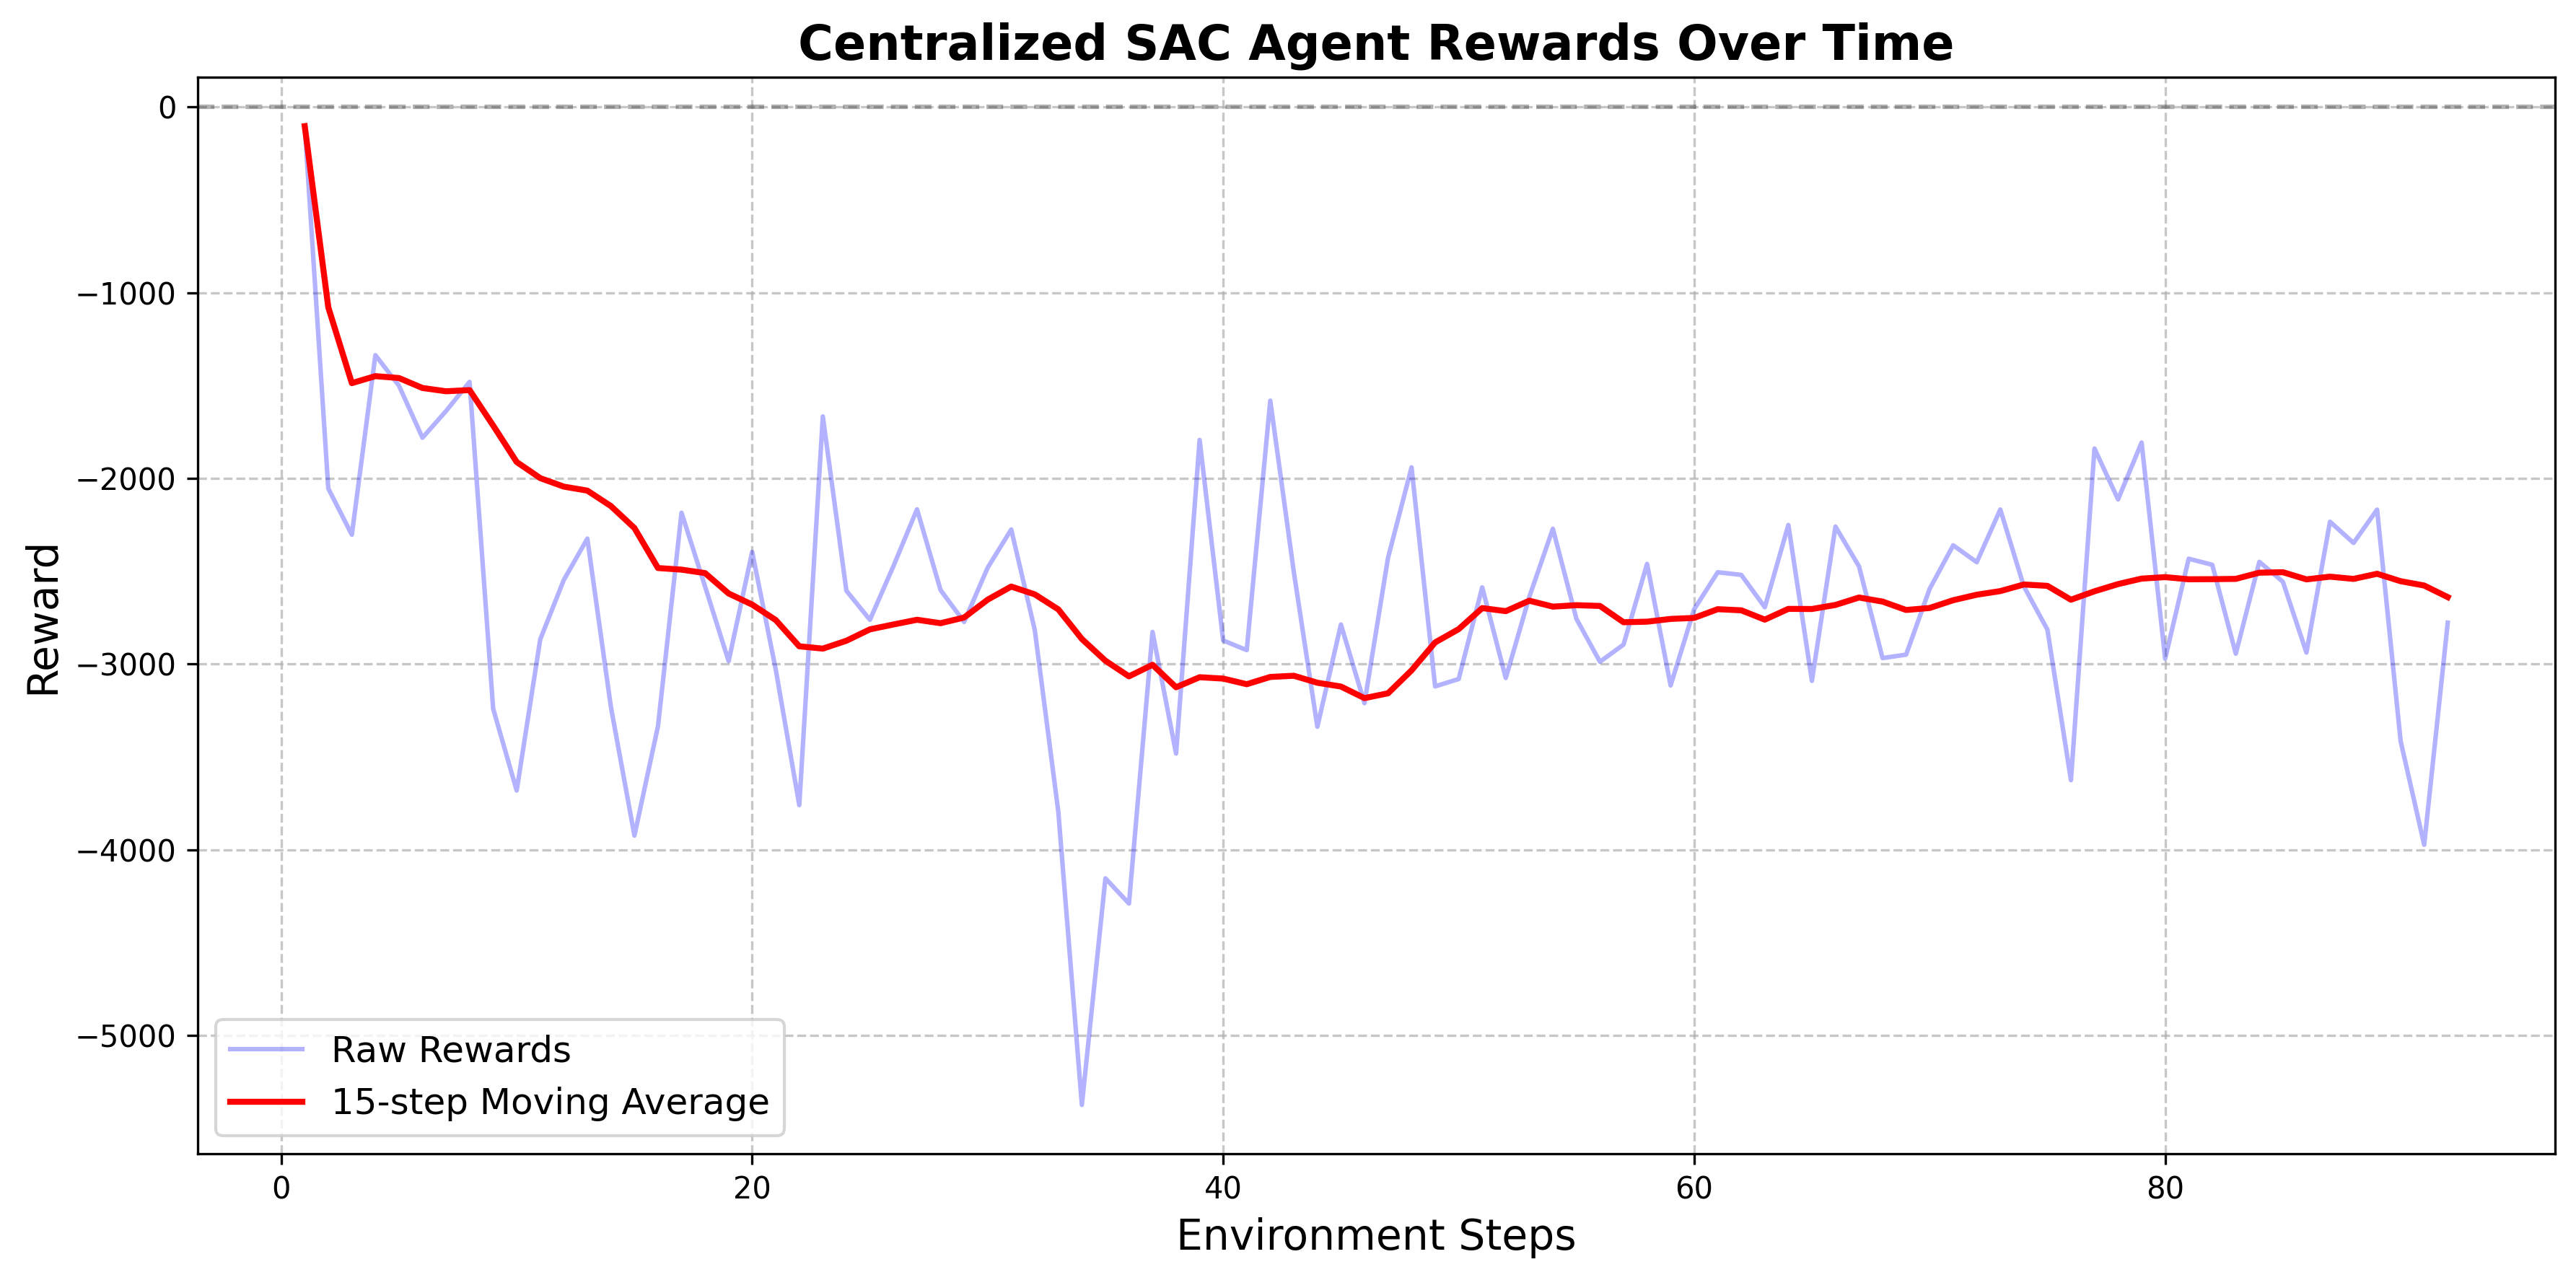 Centralized SAC Agent Rewards Over Time
0
−1000
−2000
−3000
−4000
−5000
Reward
Raw Rewards
15-step Moving Average
0 20 40 60 80
Environment Steps